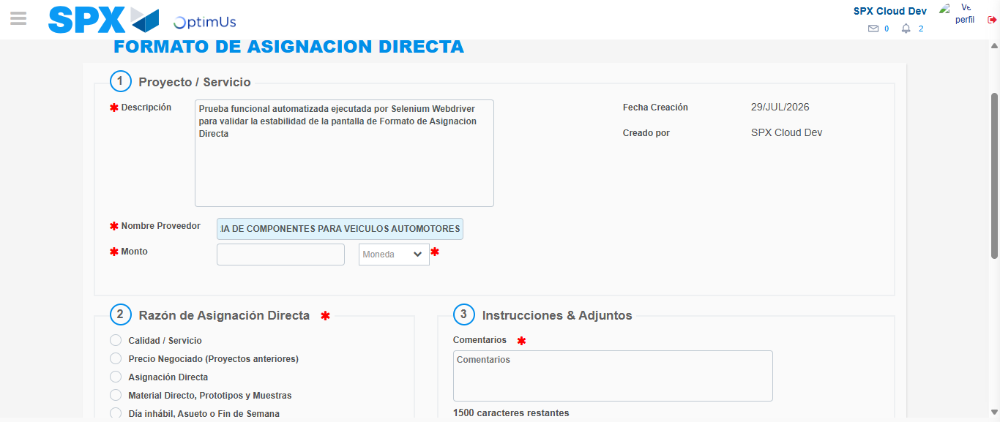 SPX OptimUs
SPX Cloud Dev
Ve
perfil
0 2
FORMATO DE ASIGNACION DIRECTA
1 Proyecto / Servicio
Descripción
Prueba funcional automatizada ejecutada por Selenium Webdriver
para validar la estabilidad de la pantalla de Formato de Asignacion
Directa
Fecha Creación 29/JUL/2026
Creado por SPX Cloud Dev
Nombre Proveedor IA DE COMPONENTES PARA VEICULOS AUTOMOTORES
Monto Moneda
2 Razón de Asignación Directa
Calidad / Servicio
Precio Negociado (Proyectos anteriores)
Asignación Directa
Material Directo, Prototipos y Muestras
Día inhábil, Asueto o Fin de Semana
3 Instrucciones & Adjuntos
Comentarios
Comentarios
1500 caracteres restantes